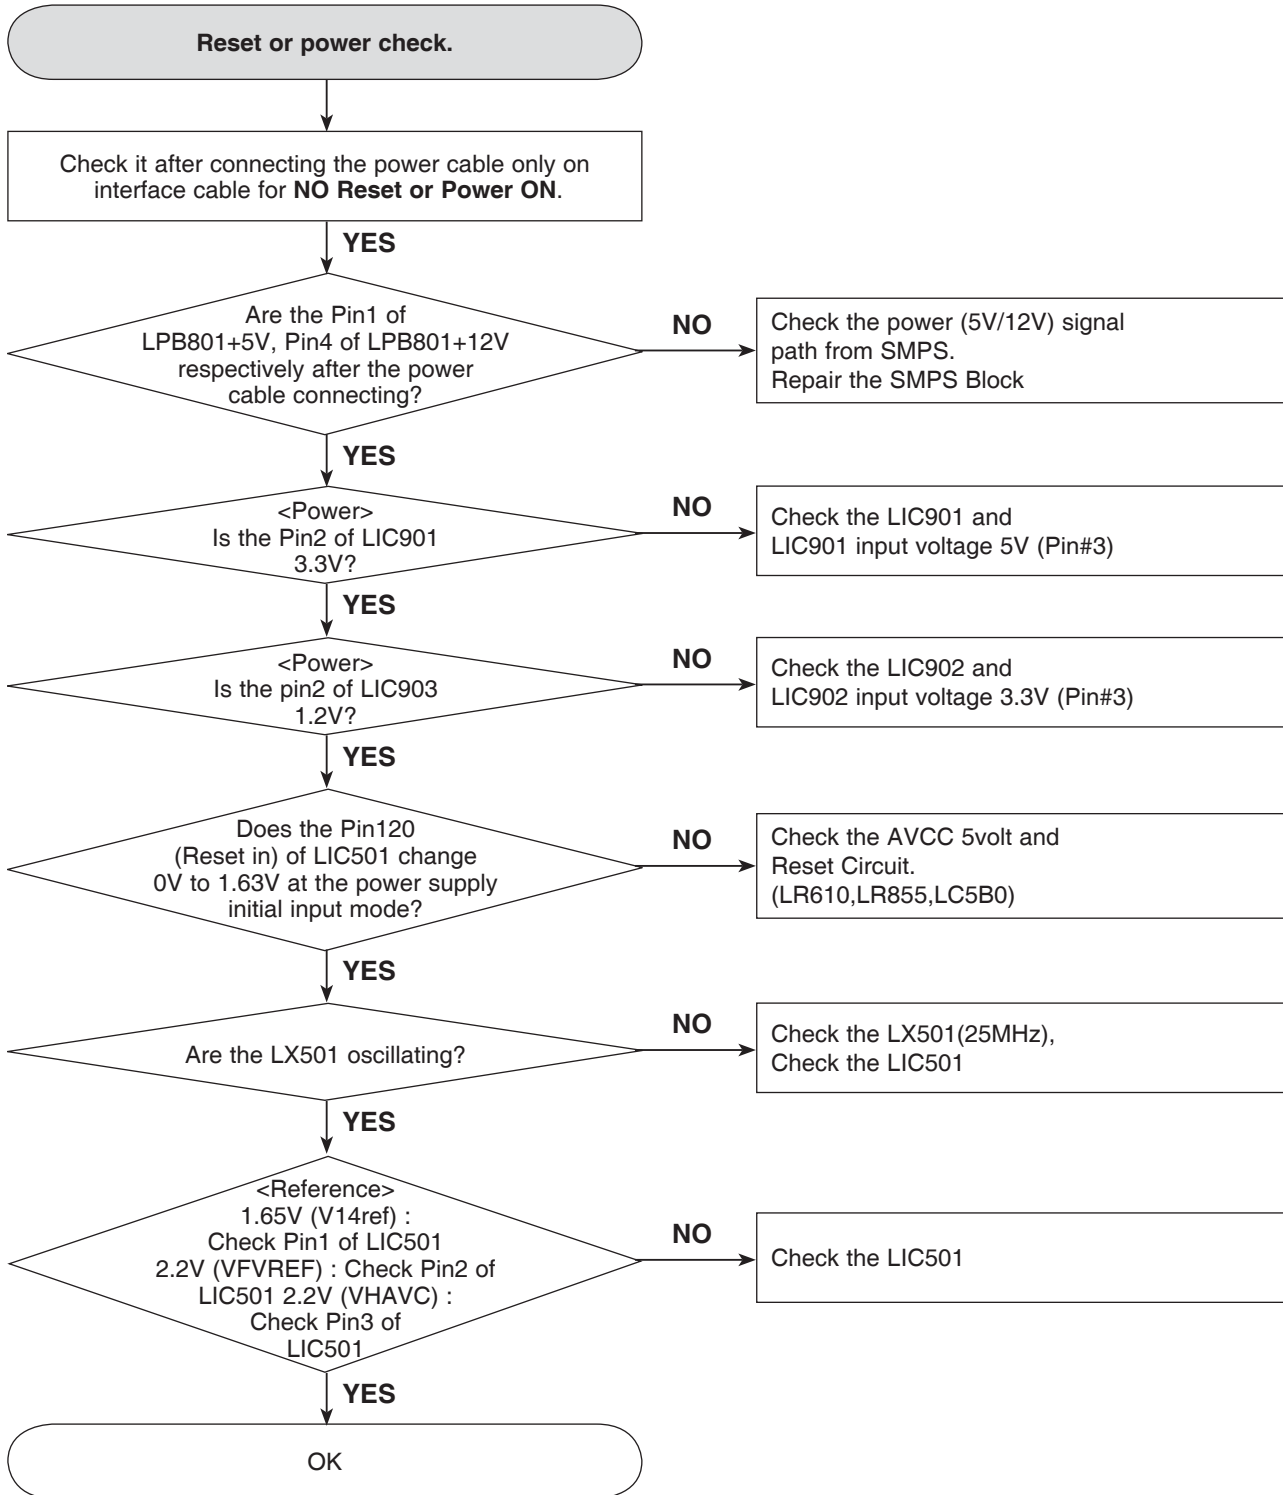 Reset or power check.
Check it after connecting the power cable only on
interface cable for NO Reset or Power ON.
YES
Are the Pin1 of
LPB801+5V, Pin4 of LPB801+12V
respectively after the power
cable connecting?
NO
Check the power (5V/12V) signal
path from SMPS.
Repair the SMPS Block
YES
<Power>
Is the Pin2 of LIC901
3.3V?
NO
Check the LIC901 and
LIC901 input voltage 5V (Pin#3)
YES
<Power>
Is the pin2 of LIC903
1.2V?
NO
Check the LIC902 and
LIC902 input voltage 3.3V (Pin#3)
YES
Does the Pin120
(Reset in) of LIC501 change
0V to 1.63V at the power supply
initial input mode?
NO
Check the AVCC 5volt and
Reset Circuit.
(LR610,LR855,LC5B0)
YES
Are the LX501 oscillating?
NO
Check the LX501(25MHz),
Check the LIC501
YES
<Reference>
1.65V (V14ref) :
Check Pin1 of LIC501
2.2V (VFVREF) : Check Pin2 of
LIC501 2.2V (VHAVC) :
Check Pin3 of
LIC501
NO
Check the LIC501
YES
OK